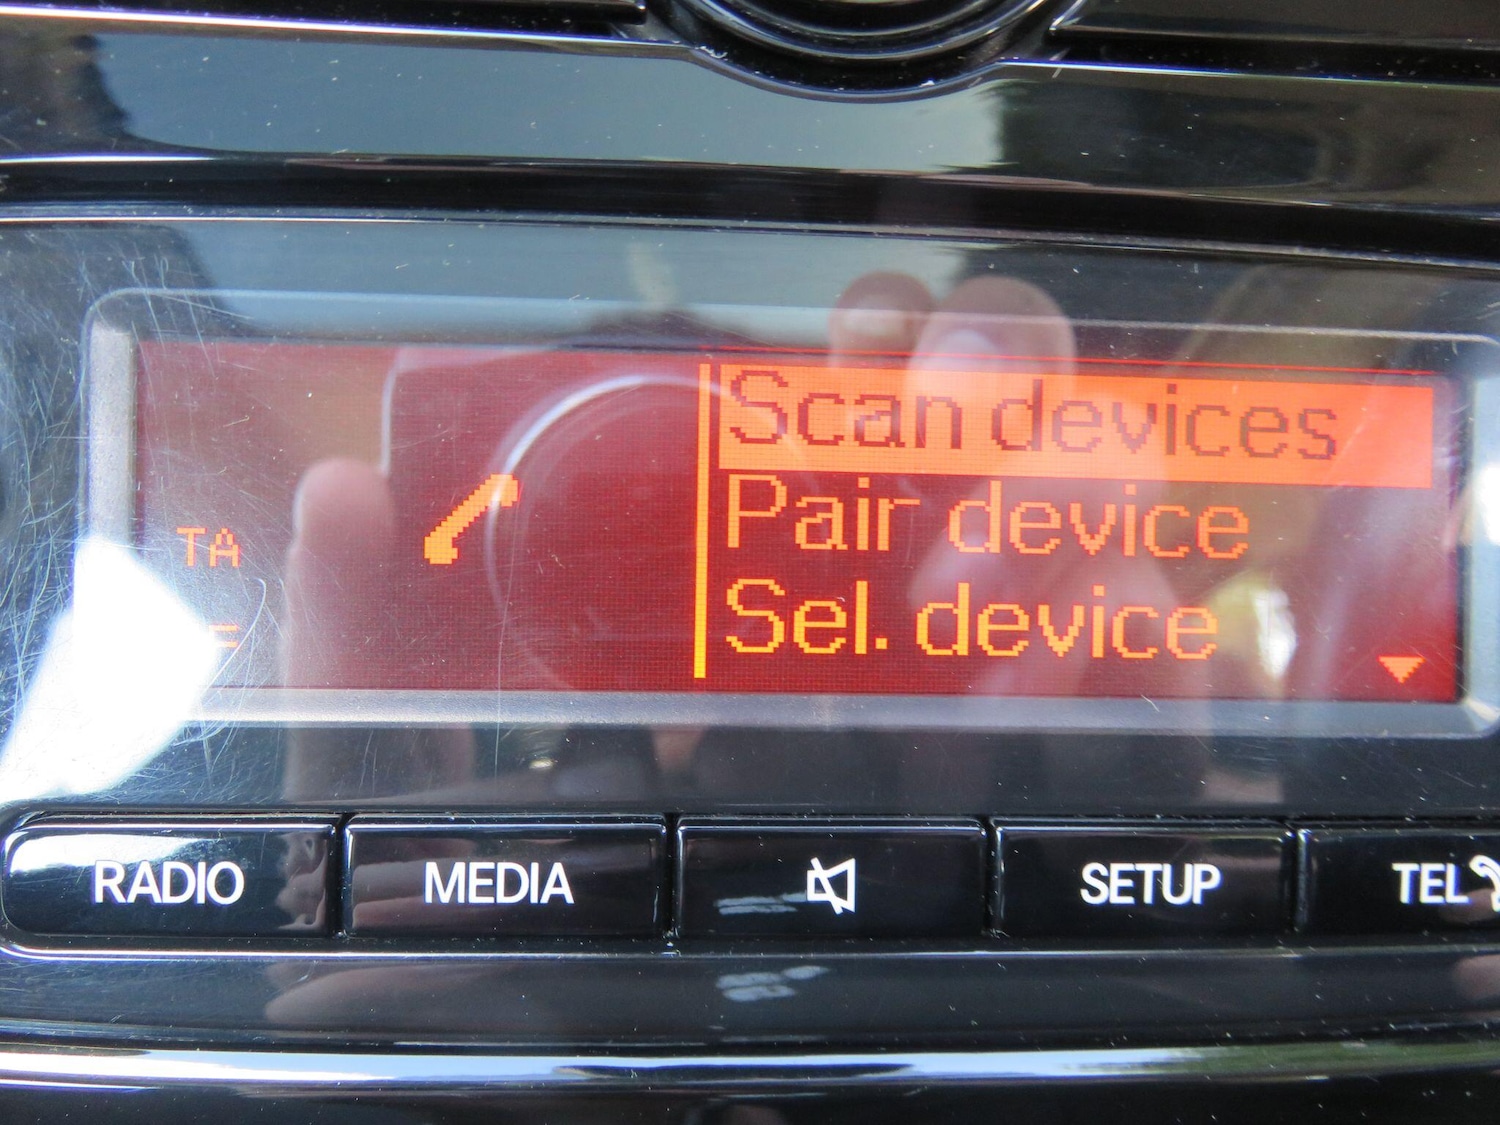 Scan devices
Pair device
TA
Sel. device
RADIO MEDIA SETUP TEL